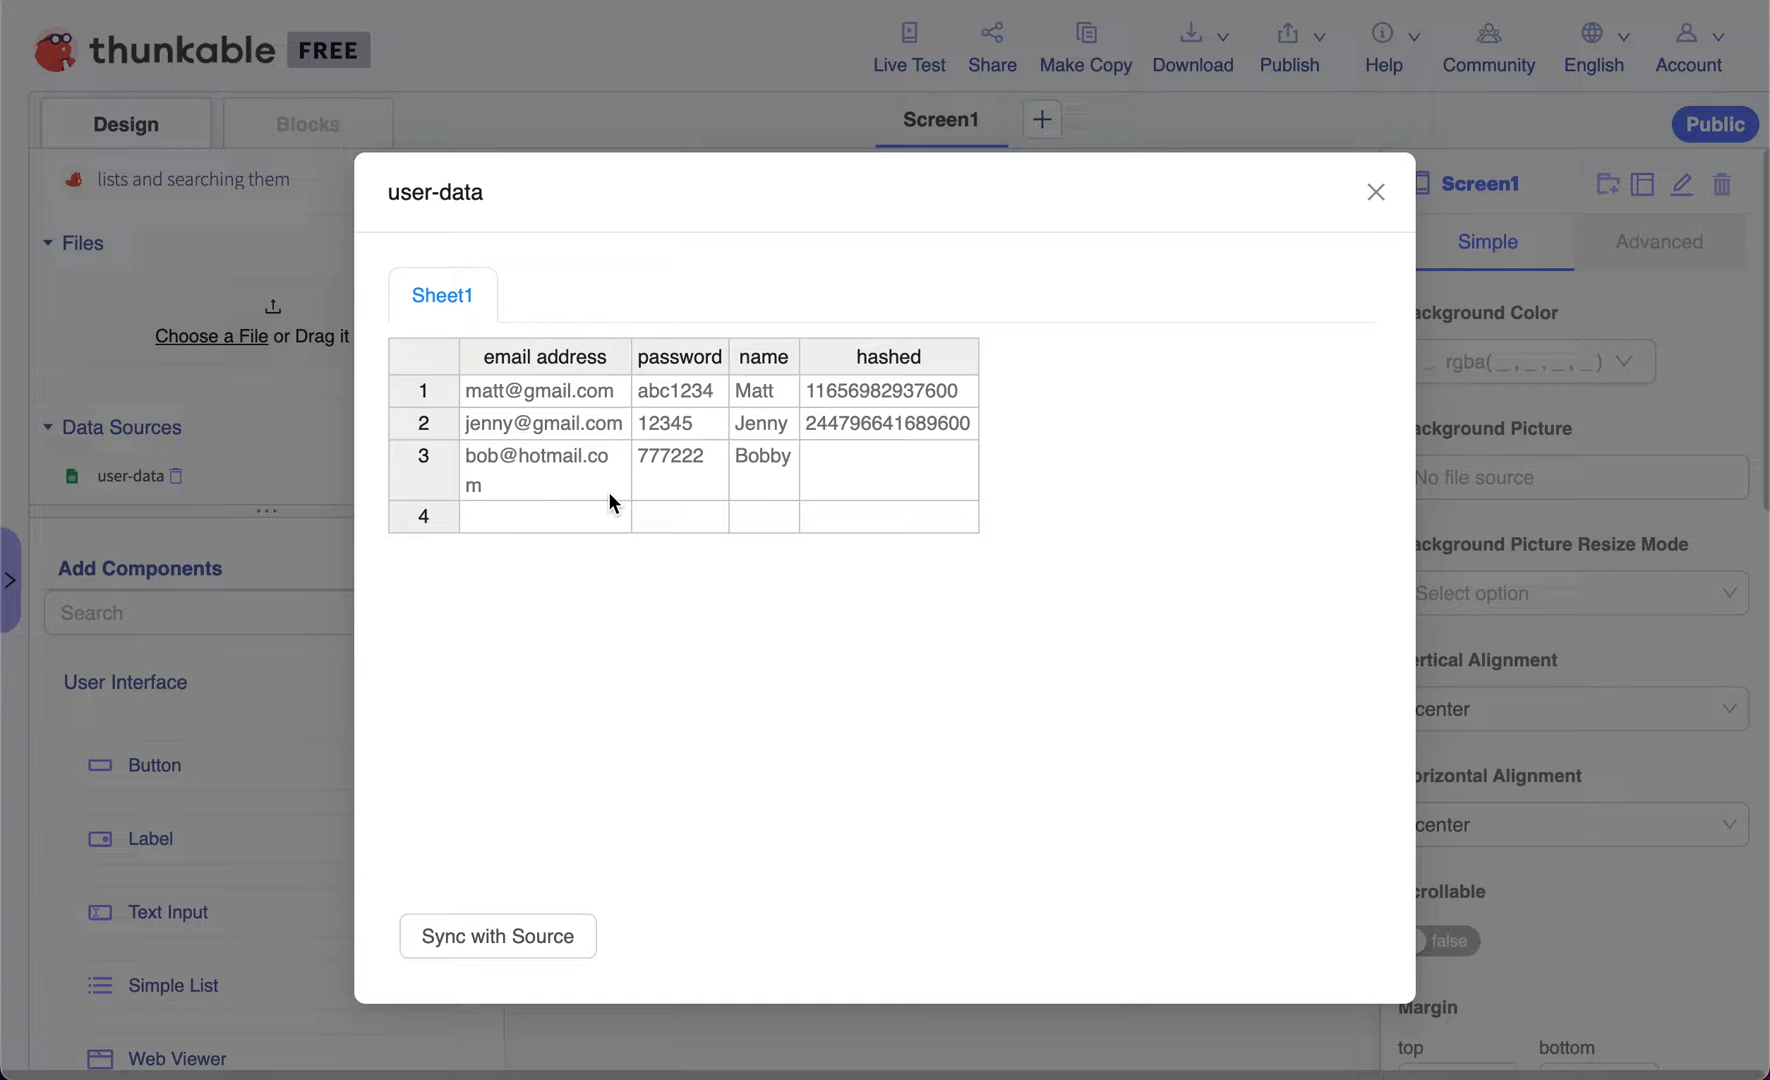 thunkable FREE
Live Test
Share
Make Copy
Download
Publish
Help
Community
English
Account
Design
Blocks
Screen1
+
Public
lists and searching them
Files
Choose a File or Drag it
Data Sources
user-data
Add Components
Search
User Interface
Button
Label
Text Input
Simple List
Web Viewer
user-data
Sheet1
email address password name hashed
1 matt@gmail.com abc1234 Matt 11656982937600
2 jenny@gmail.com 12345 Jenny 244796641689600
3 bob@hotmail.co 777222 Bobby
m
4
Sync with Source
Screen1
Simple
Advanced
ackground Color
rgba( _ , _ , _ , _ )
ackground Picture
No file source
ackground Picture Resize Mode
Select option
ertical Alignment
center
orizontal Alignment
center
crollable
false
Margin
top
bottom